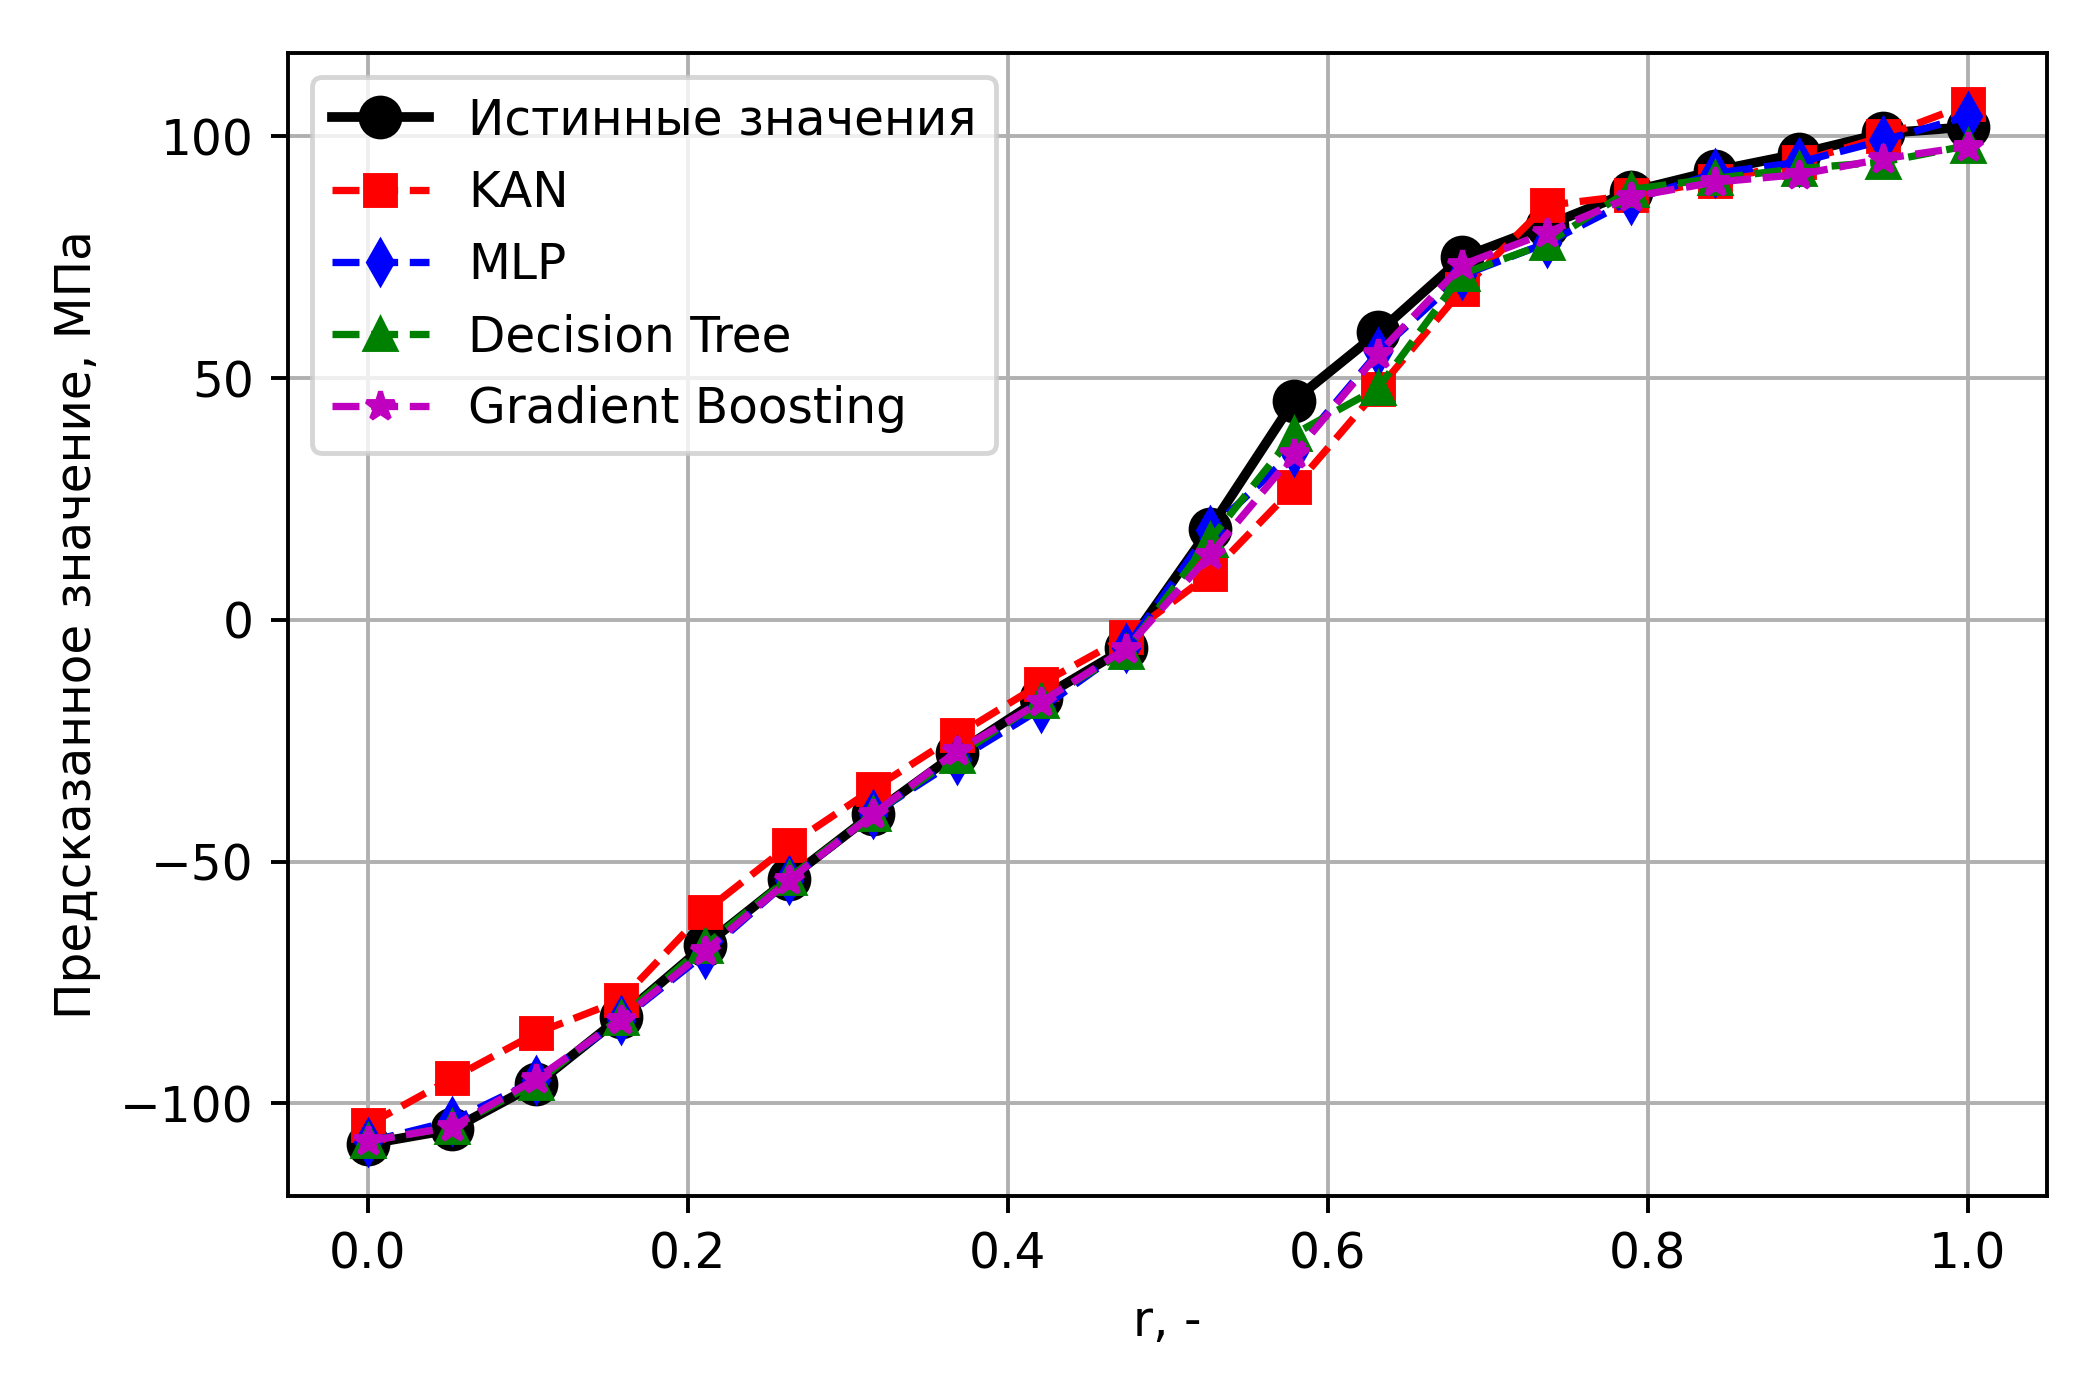 Истинные значения
KAN
MLP
Decision Tree
Gradient Boosting
Предсказанное значение, МПа
100
50
0
−50
−100
0.0 0.2 0.4 0.6 0.8 1.0
r, -